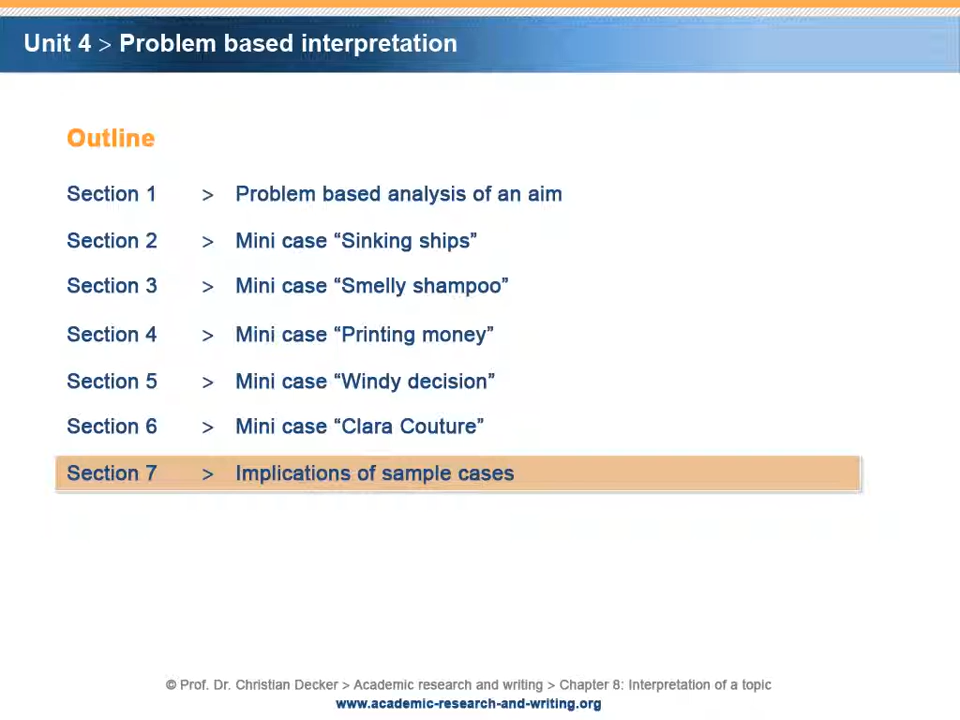 Unit 4 > Problem based interpretation
Outline
Section 1 > Problem based analysis of an aim
Section 2 > Mini case “Sinking ships”
Section 3 > Mini case “Smelly shampoo”
Section 4 > Mini case “Printing money”
Section 5 > Mini case “Windy decision”
Section 6 > Mini case “Clara Couture”
Section 7 > Implications of sample cases
© Prof. Dr. Christian Decker > Academic research and writing > Chapter 8: Interpretation of a topic
www.academic-research-and-writing.org